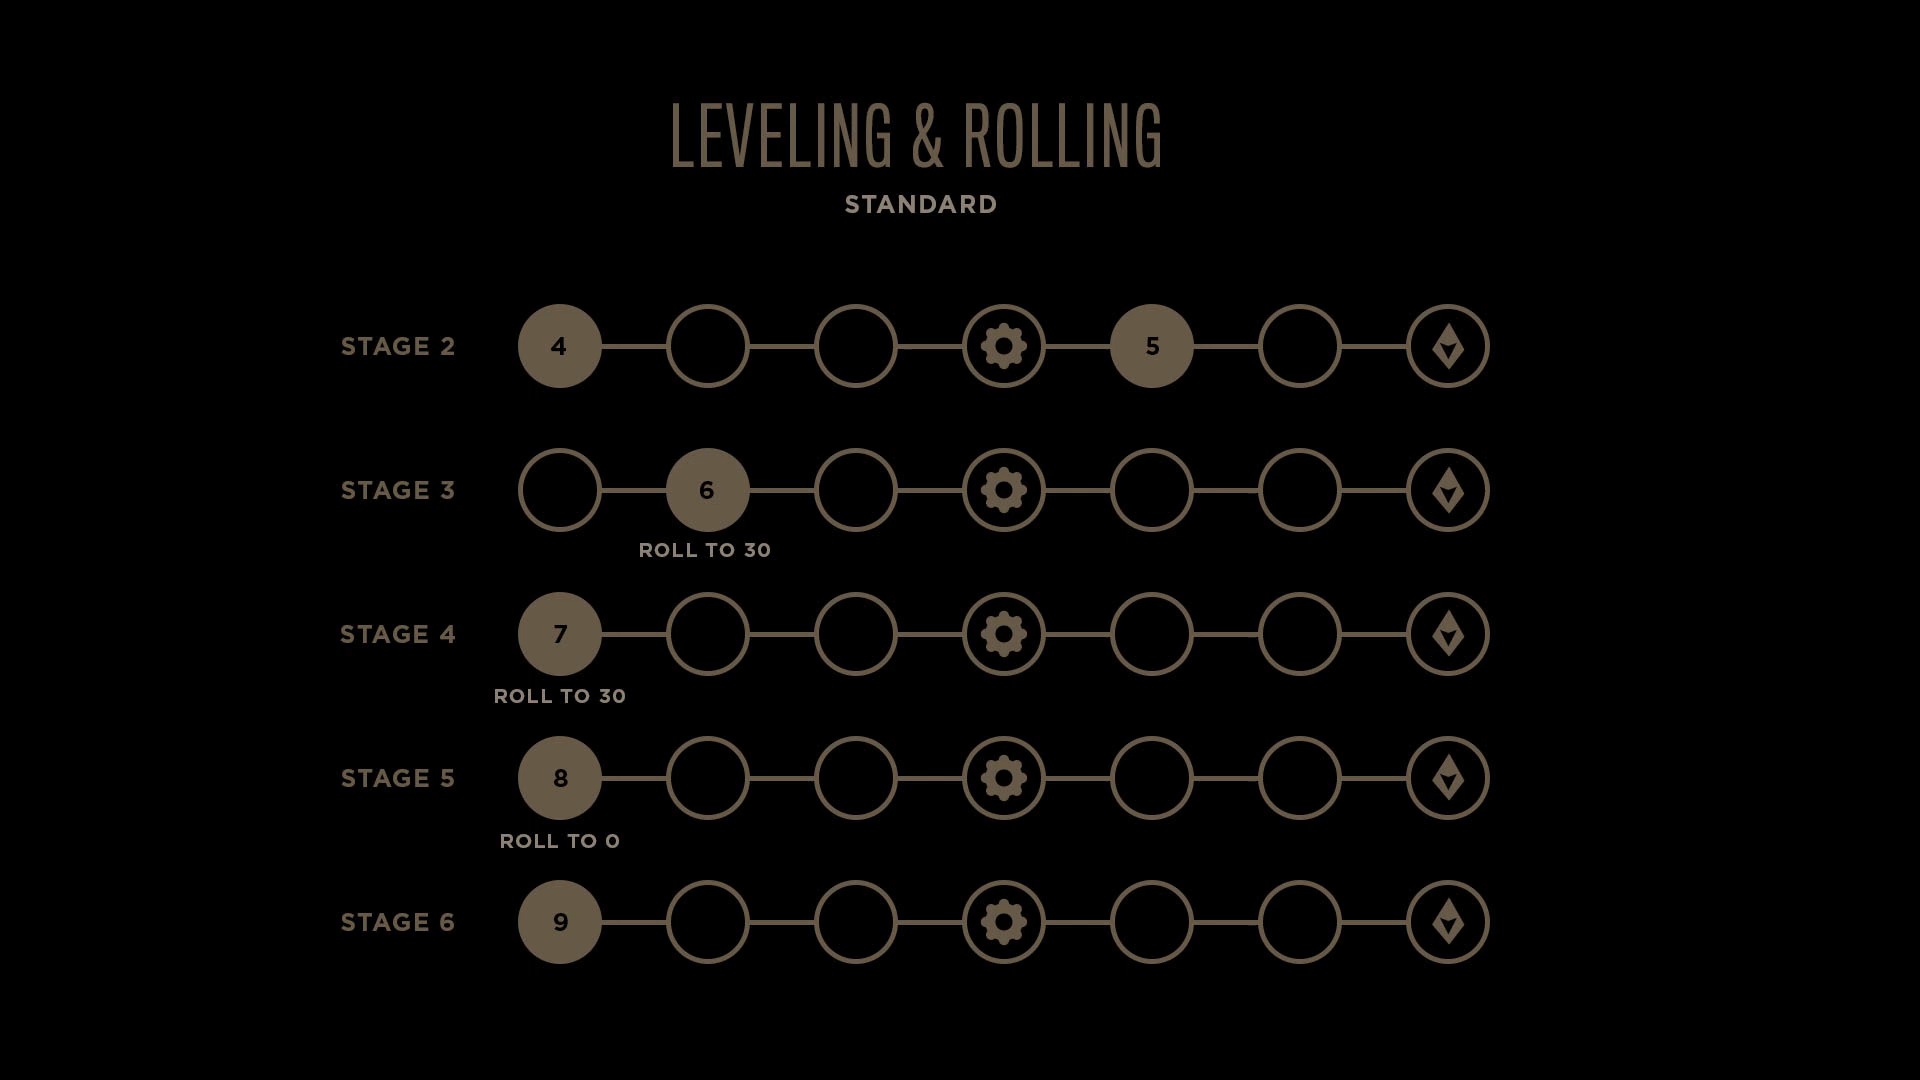 LEVELING & ROLLING
STANDARD
STAGE 2 4 5
STAGE 3 6
ROLL TO 30
STAGE 4 7
ROLL TO 30
STAGE 5 8
ROLL TO 0
STAGE 6 9